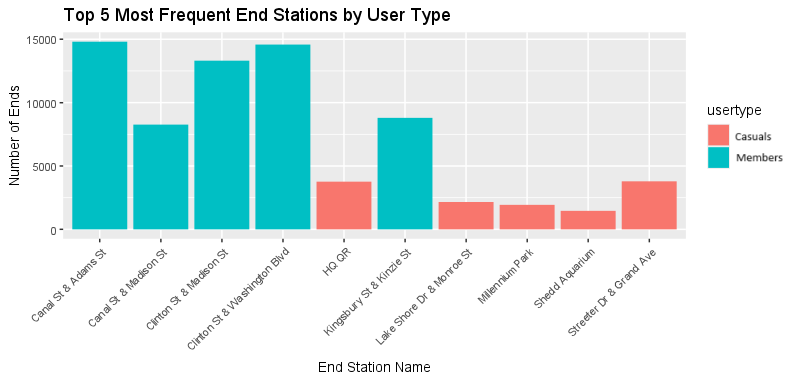 Top 5 Most Frequent End Stations by User Type
Number of Ends
15000
10000
5000
0
Canal St & Adams St
Canal St & Madison St
Clinton St & Madison St
Clinton St & Washington Blvd
HQ QR
Kingsbury St & Kinzie St
Lake Shore Dr & Monroe St
Millennium Park
Shedd Aquarium
Streeter Dr & Grand Ave
End Station Name
usertype
Casuals
Members